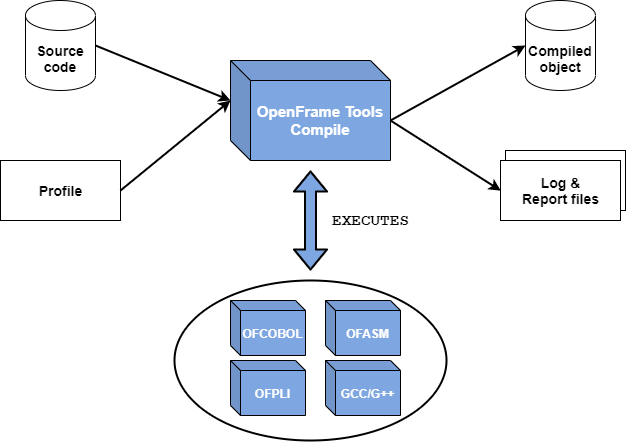 Source
code
Compiled
object
OpenFrame Tools
Compile
Profile
Log &
Report files
EXECUTES
OFCOBOL
OFASM
OFPLI
GCC/G++